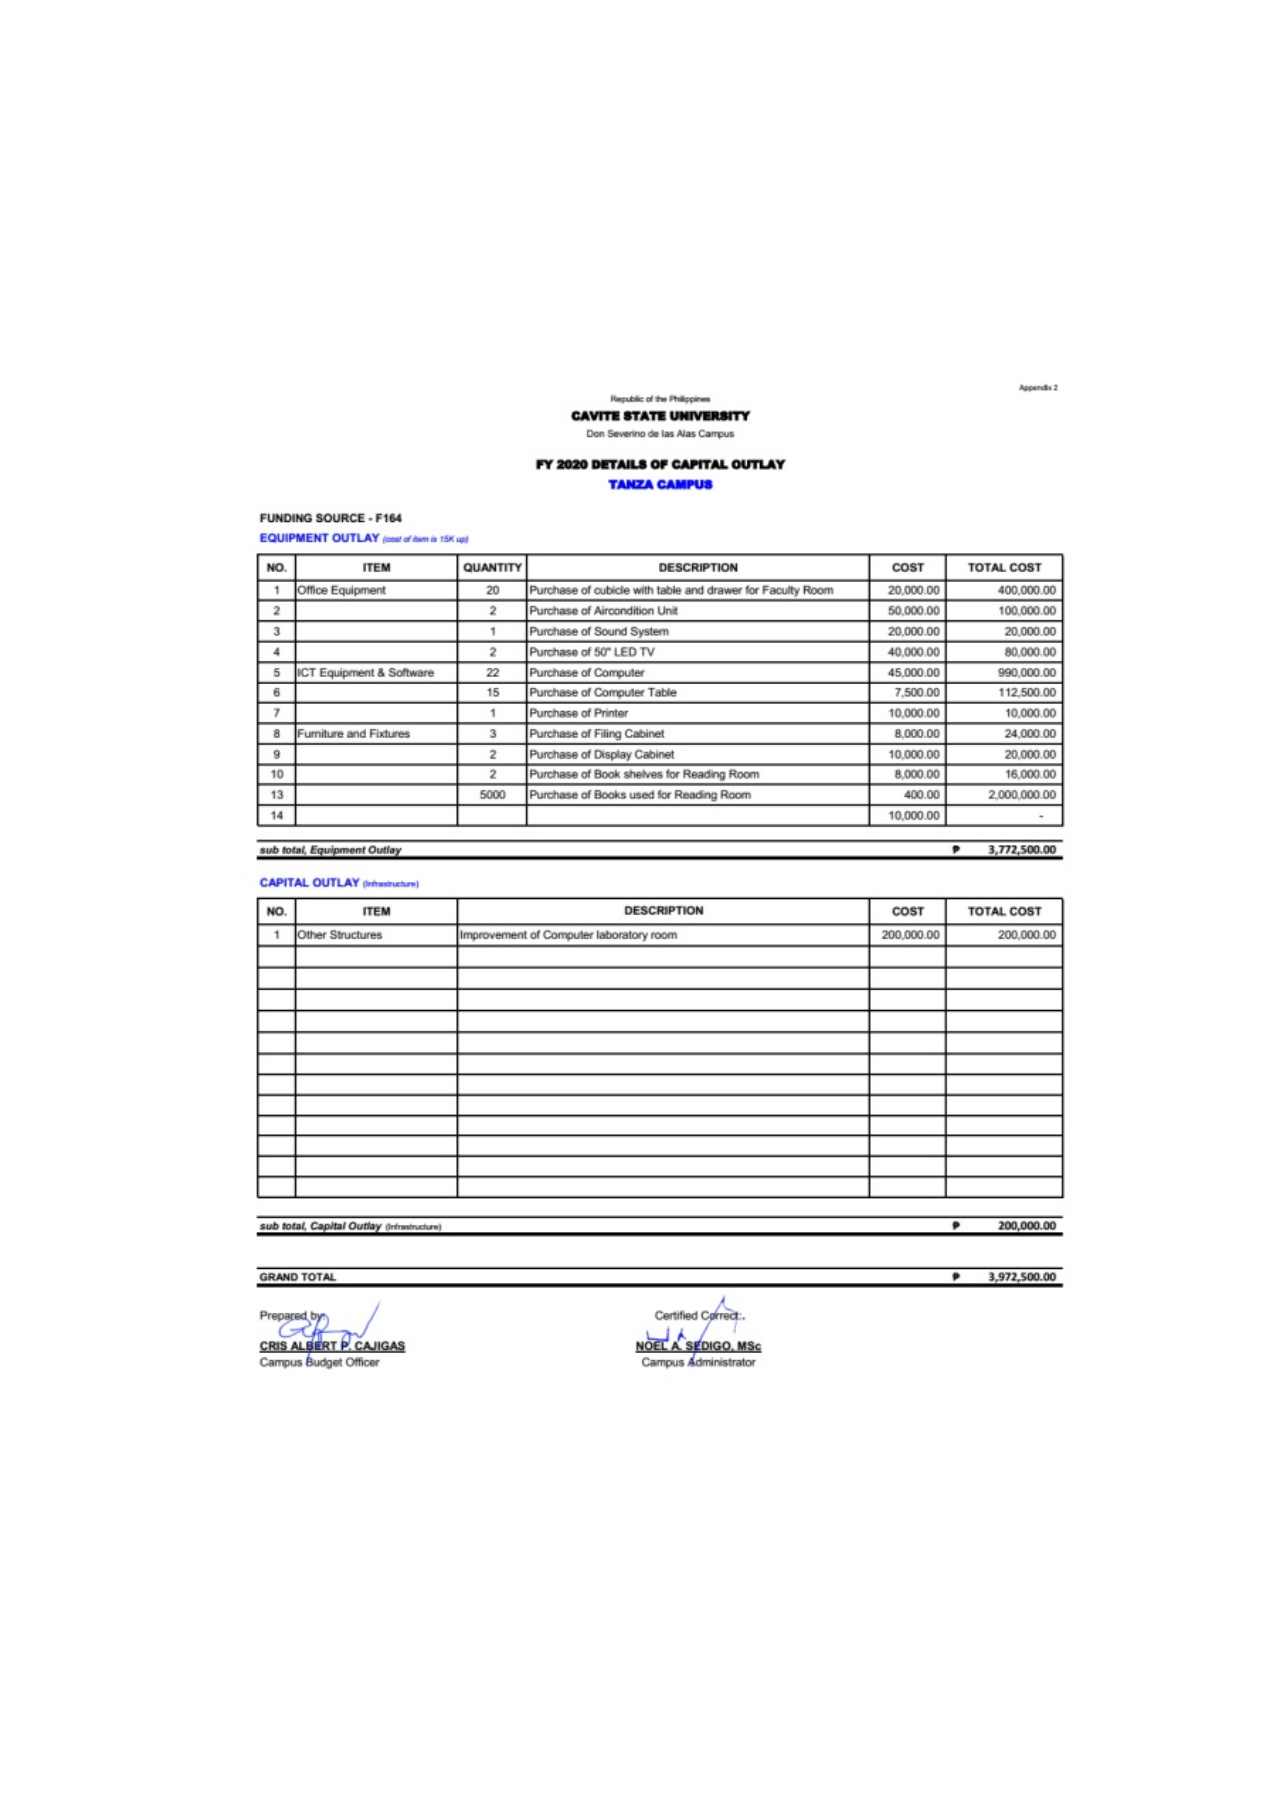 Appendix 2
Republic of the Philippines
CAVITE STATE UNIVERSITY
Don Severino de las Alas Campus
FY 2020 DETAILS OF CAPITAL OUTLAY
TANZA CAMPUS
FUNDING SOURCE - F164
EQUIPMENT OUTLAY (cost of item is 15K up)
NO. ITEM QUANTITY DESCRIPTION COST TOTAL COST
1 Office Equipment 20 Purchase of cubicle with table and drawer for Faculty Room 20,000.00 400,000.00
2 2 Purchase of Aircondition Unit 50,000.00 100,000.00
3 1 Purchase of Sound System 20,000.00 20,000.00
4 2 Purchase of 50" LED TV 40,000.00 80,000.00
5 ICT Equipment & Software 22 Purchase of Computer 45,000.00 990,000.00
6 15 Purchase of Computer Table 7,500.00 112,500.00
7 1 Purchase of Printer 10,000.00 10,000.00
8 Furniture and Fixtures 3 Purchase of Filing Cabinet 8,000.00 24,000.00
9 2 Purchase of Display Cabinet 10,000.00 20,000.00
10 2 Purchase of Book shelves for Reading Room 8,000.00 16,000.00
13 5000 Purchase of Books used for Reading Room 400.00 2,000,000.00
14 10,000.00 -
sub total, Equipment Outlay ₱ 3,772,500.00
CAPITAL OUTLAY (Infrastructure)
NO. ITEM DESCRIPTION COST TOTAL COST
1 Other Structures Improvement of Computer laboratory room 200,000.00 200,000.00
sub total, Capital Outlay (Infrastructure) ₱ 200,000.00
GRAND TOTAL ₱ 3,972,500.00
Prepared by: Certified Correct:.
CRIS ALBERT P. CAJIGAS NOEL A. SEDIGO, MSc
Campus Budget Officer Campus Administrator